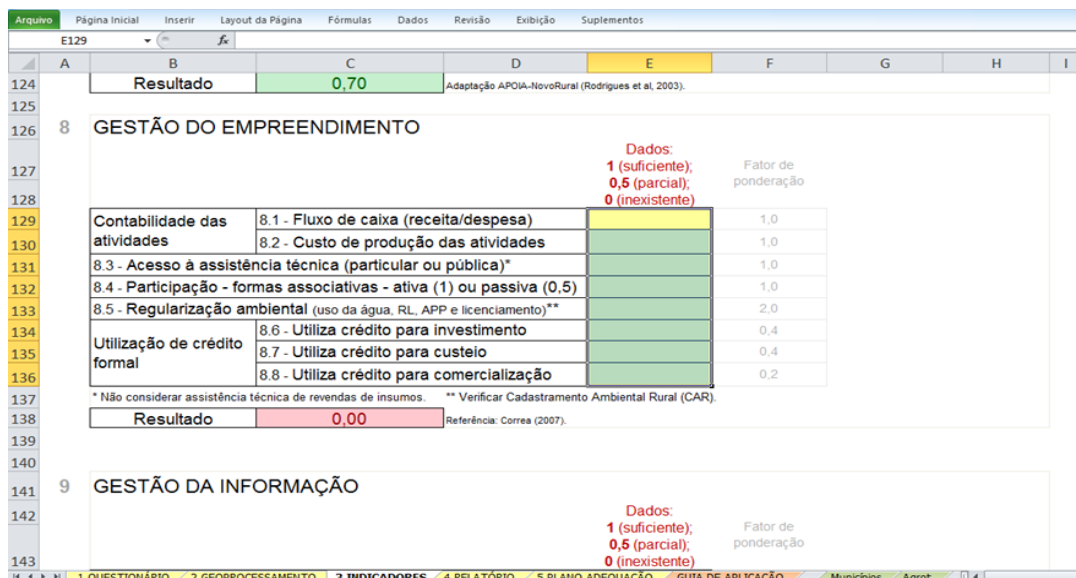 Arquivo Página Inicial Inserir Layout da Página Fórmulas Dados Revisão Exibição Suplementos
E129 fx
A B C D E F G H I
124 Resultado 0,70 Adaptação APOIA-NovoRural (Rodrigues et al, 2003).
125
126 8 GESTÃO DO EMPREENDIMENTO
Dados:
127 1 (suficiente); Fator de
0,5 (parcial); ponderação
128 0 (inexistente)
129 Contabilidade das 8.1 - Fluxo de caixa (receita/despesa) 1,0
130 atividades 8.2 - Custo de produção das atividades 1,0
131 8.3 - Acesso à assistência técnica (particular ou pública)* 1,0
132 8.4 - Participação - formas associativas - ativa (1) ou passiva (0,5) 1,0
133 8.5 - Regularização ambiental (uso da água, RL, APP e licenciamento)** 2,0
134 8.6 - Utiliza crédito para investimento 0,4
Utilização de crédito
135 8.7 - Utiliza crédito para custeio 0,4
formal
136 8.8 - Utiliza crédito para comercialização 0,2
137 * Não considerar assistência técnica de revendas de insumos. ** Verificar Cadastramento Ambiental Rural (CAR).
138 Resultado 0,00 Referência: Correa (2007).
139
140
141 9 GESTÃO DA INFORMAÇÃO
142 Dados:
1 (suficiente); Fator de
0,5 (parcial); ponderação
143 0 (inexistente)
1 QUESTIONÁRIO 2 GEOPROCESSAMENTO 3 INDICADORES 4 RELATÓRIO 5 PLANO ADEQUAÇÃO GUIA DE APLICAÇÃO Municípios Agrot